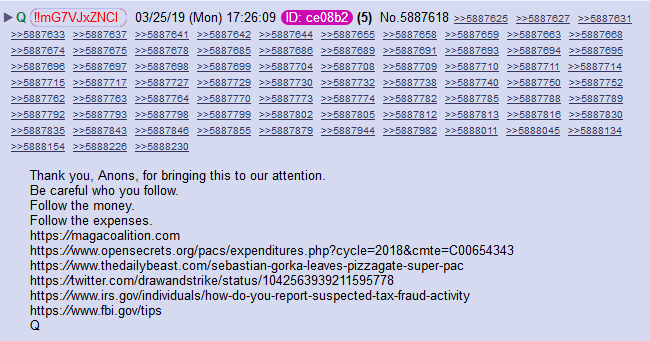 Q !!mG7VJxZNCI 03/25/19 (Mon) 17:26:09 ID: ce08b2 (5) No.5887618 >>5887625 >>5887627 >>5887631
>>5887633 >>5887637 >>5887641 >>5887642 >>5887644 >>5887655 >>5887658 >>5887659 >>5887663 >>5887668
>>5887674 >>5887675 >>5887678 >>5887685 >>5887686 >>5887689 >>5887691 >>5887693 >>5887694 >>5887695
>>5887696 >>5887697 >>5887698 >>5887699 >>5887704 >>5887708 >>5887709 >>5887710 >>5887711 >>5887714
>>5887715 >>5887717 >>5887727 >>5887729 >>5887730 >>5887732 >>5887738 >>5887740 >>5887750 >>5887752
>>5887762 >>5887763 >>5887764 >>5887770 >>5887773 >>5887774 >>5887782 >>5887785 >>5887788 >>5887789
>>5887792 >>5887793 >>5887798 >>5887799 >>5887802 >>5887805 >>5887812 >>5887813 >>5887816 >>5887830
>>5887835 >>5887843 >>5887846 >>5887855 >>5887879 >>5887944 >>5887982 >>5888011 >>5888045 >>5888134
>>5888154 >>5888226 >>5888230
Thank you, Anons, for bringing this to our attention.
Be careful who you follow.
Follow the money.
Follow the expenses.
https://magacoalition.com
https://www.opensecrets.org/pacs/expenditures.php?cycle=2018&cmte=C00654343
https://www.thedailybeast.com/sebastian-gorka-leaves-pizzagate-super-pac
https://twitter.com/drawandstrike/status/1042563939211595778
https://www.irs.gov/individuals/how-do-you-report-suspected-tax-fraud-activity
https://www.fbi.gov/tips
Q